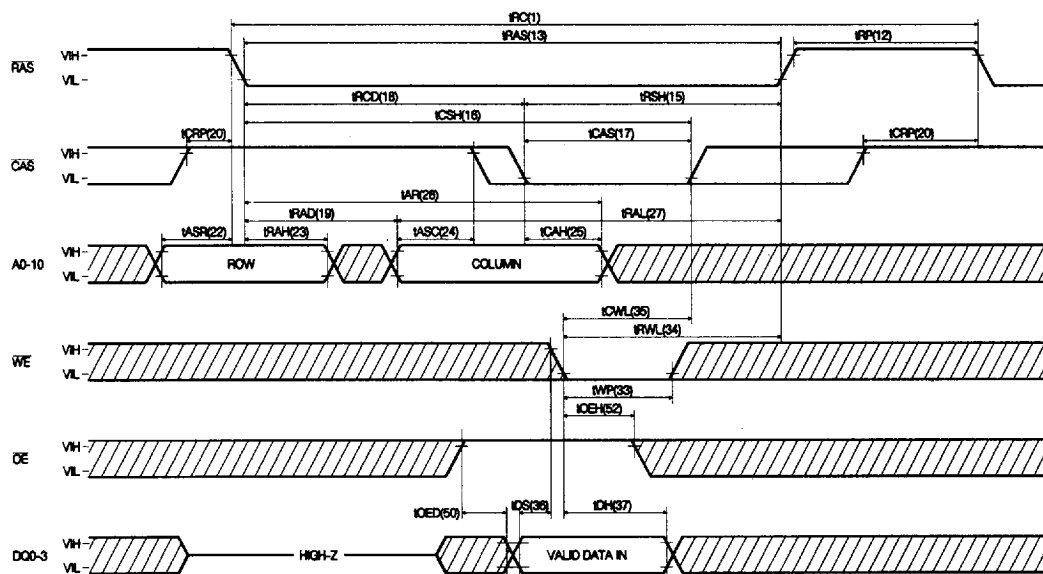 tRC(1)
tRAS(13) tRP(12)
RAS VIH VIL
tRCD(18) tRSH(15)
tCSH(16)
tCRP(20) tCAS(17) tCRP(20)
CAS VIH VIL
tAR(26)
tRAD(19) tRAL(27)
tASR(22) tRAH(23) tASC(24) tCAH(25)
A0-10 VIH VIL ROW COLUMN
tCWL(35)
tRWL(34)
WE VIH VIL
tWP(33)
tOEH(52)
OE VIH VIL
tOED(50) tDS(36) tDH(37)
DQ0-3 VIH VIL HIGH-Z VALID DATA IN